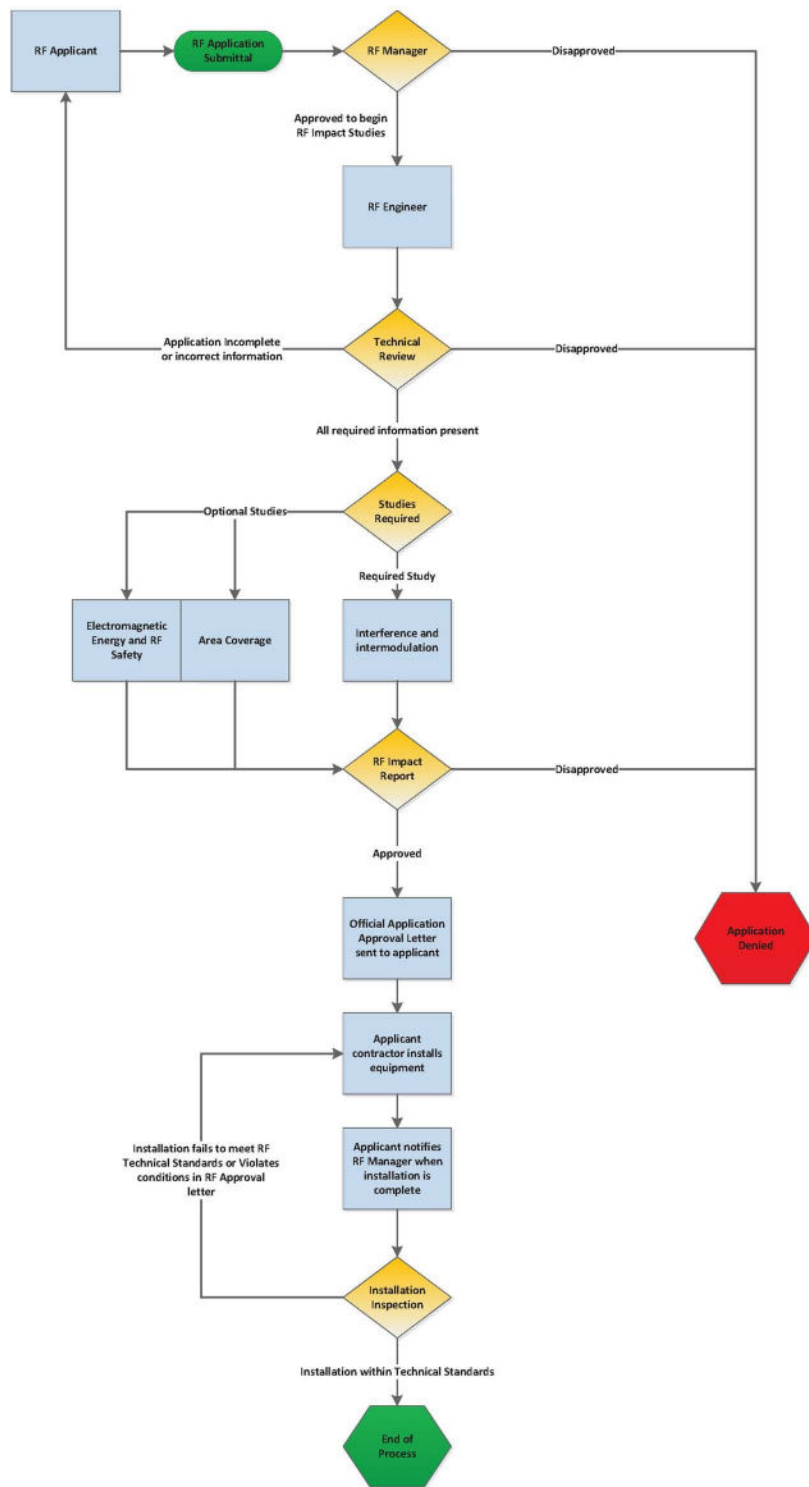 RF Applicant
RF Application
Submittal
RF Manager
Disapproved
Approved to begin
RF Impact Studies
RF Engineer
Application Incomplete
or incorrect information
Technical
Review
Disapproved
All required information present
Optional Studies
Studies
Required
Required Study
Electromagnetic
Energy and RF
Safety
Area Coverage
Interference and
intermodulation
RF Impact
Report
Disapproved
Approved
Official Application
Approval Letter
sent to applicant
Application
Denied
Applicant
contractor installs
equipment
Installation fails to meet RF
Technical Standards or Violates
conditions in RF Approval
letter
Applicant notifies
RF Manager when
installation is
complete
Installation
Inspection
Installation within Technical Standards
End of
Process